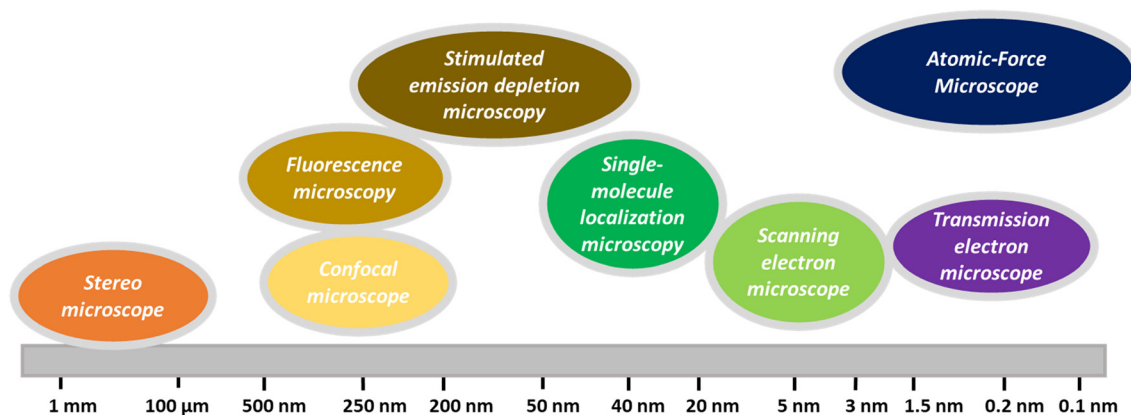 Stimulated
emission depletion
microscopy
Atomic-Force
Microscope
Fluorescence
microscopy
Single-
molecule
localization
microscopy
Transmission
electron
microscope
Scanning
electron
microscope
Stereo
microscope
Confocal
microscope
1 mm 100 µm 500 nm 250 nm 200 nm 50 nm 40 nm 20 nm 5 nm 3 nm 1.5 nm 0.2 nm 0.1 nm